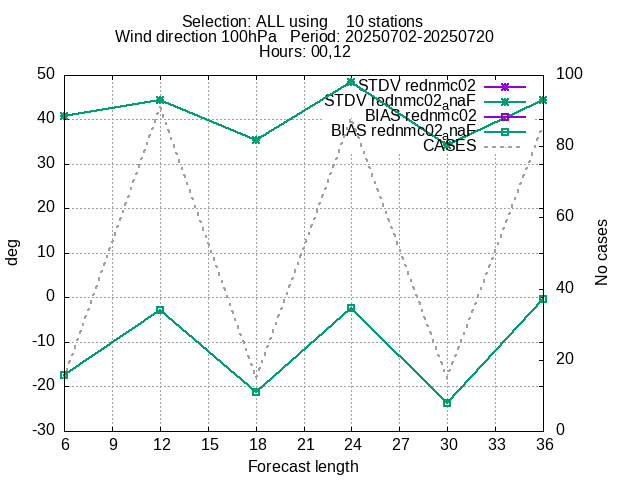 Selection: ALL using    10 stations
Wind direction 100hPa   Period: 20250702-20250720
Hours: 00,12
STDV rednmc02
STDV rednmc02anaF
BIAS rednmc02
BIAS rednmc02anaF
CASES
50
40
30
20
10
0
-10
-20
-30
deg
100
80
60
40
20
0
No cases
6 9 12 15 18 21 24 27 30 33 36
Forecast length